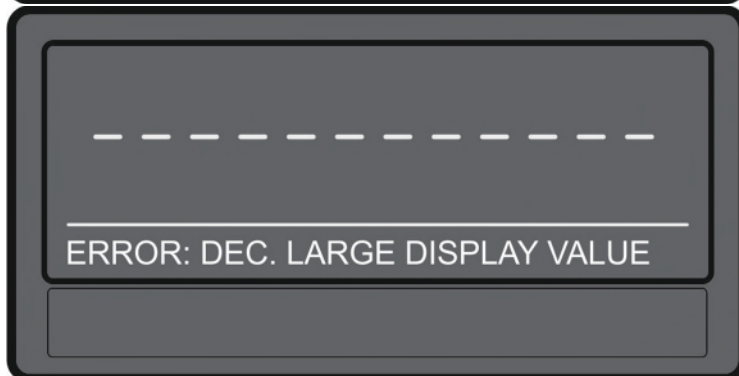 — — — — — — — — — — — —
ERROR: DEC. LARGE DISPLAY VALUE